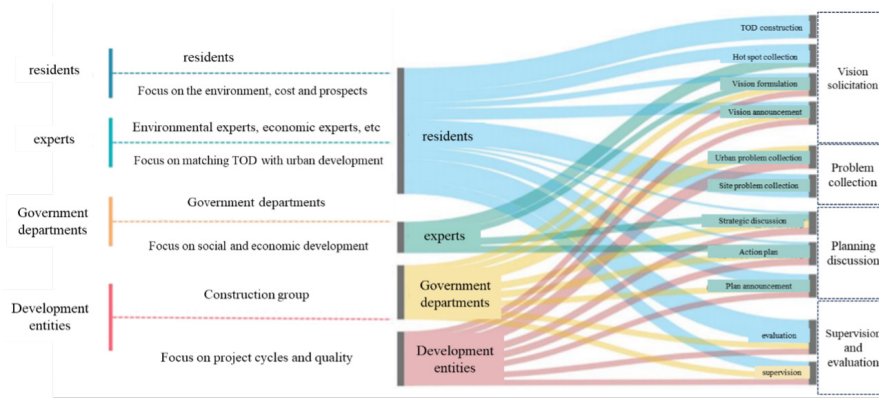 residents
residents
Focus on the environment, cost and prospects
experts
Environmental experts, economic experts, etc
Focus on matching TOD with urban development
Government
departments
Government departments
Focus on social and economic development
Development
entities
Construction group
Focus on project cycles and quality
residents
experts
Government
departments
Development
entities
TOD construction
Hot spot collection
Vision formulation
Vision announcement
Urban problem collection
Site problem collection
Strategic discussion
Action plan
Plan announcement
evaluation
supervision
Vision
solicitation
Problem
collection
Planning
discussion
Supervision
and
evaluation